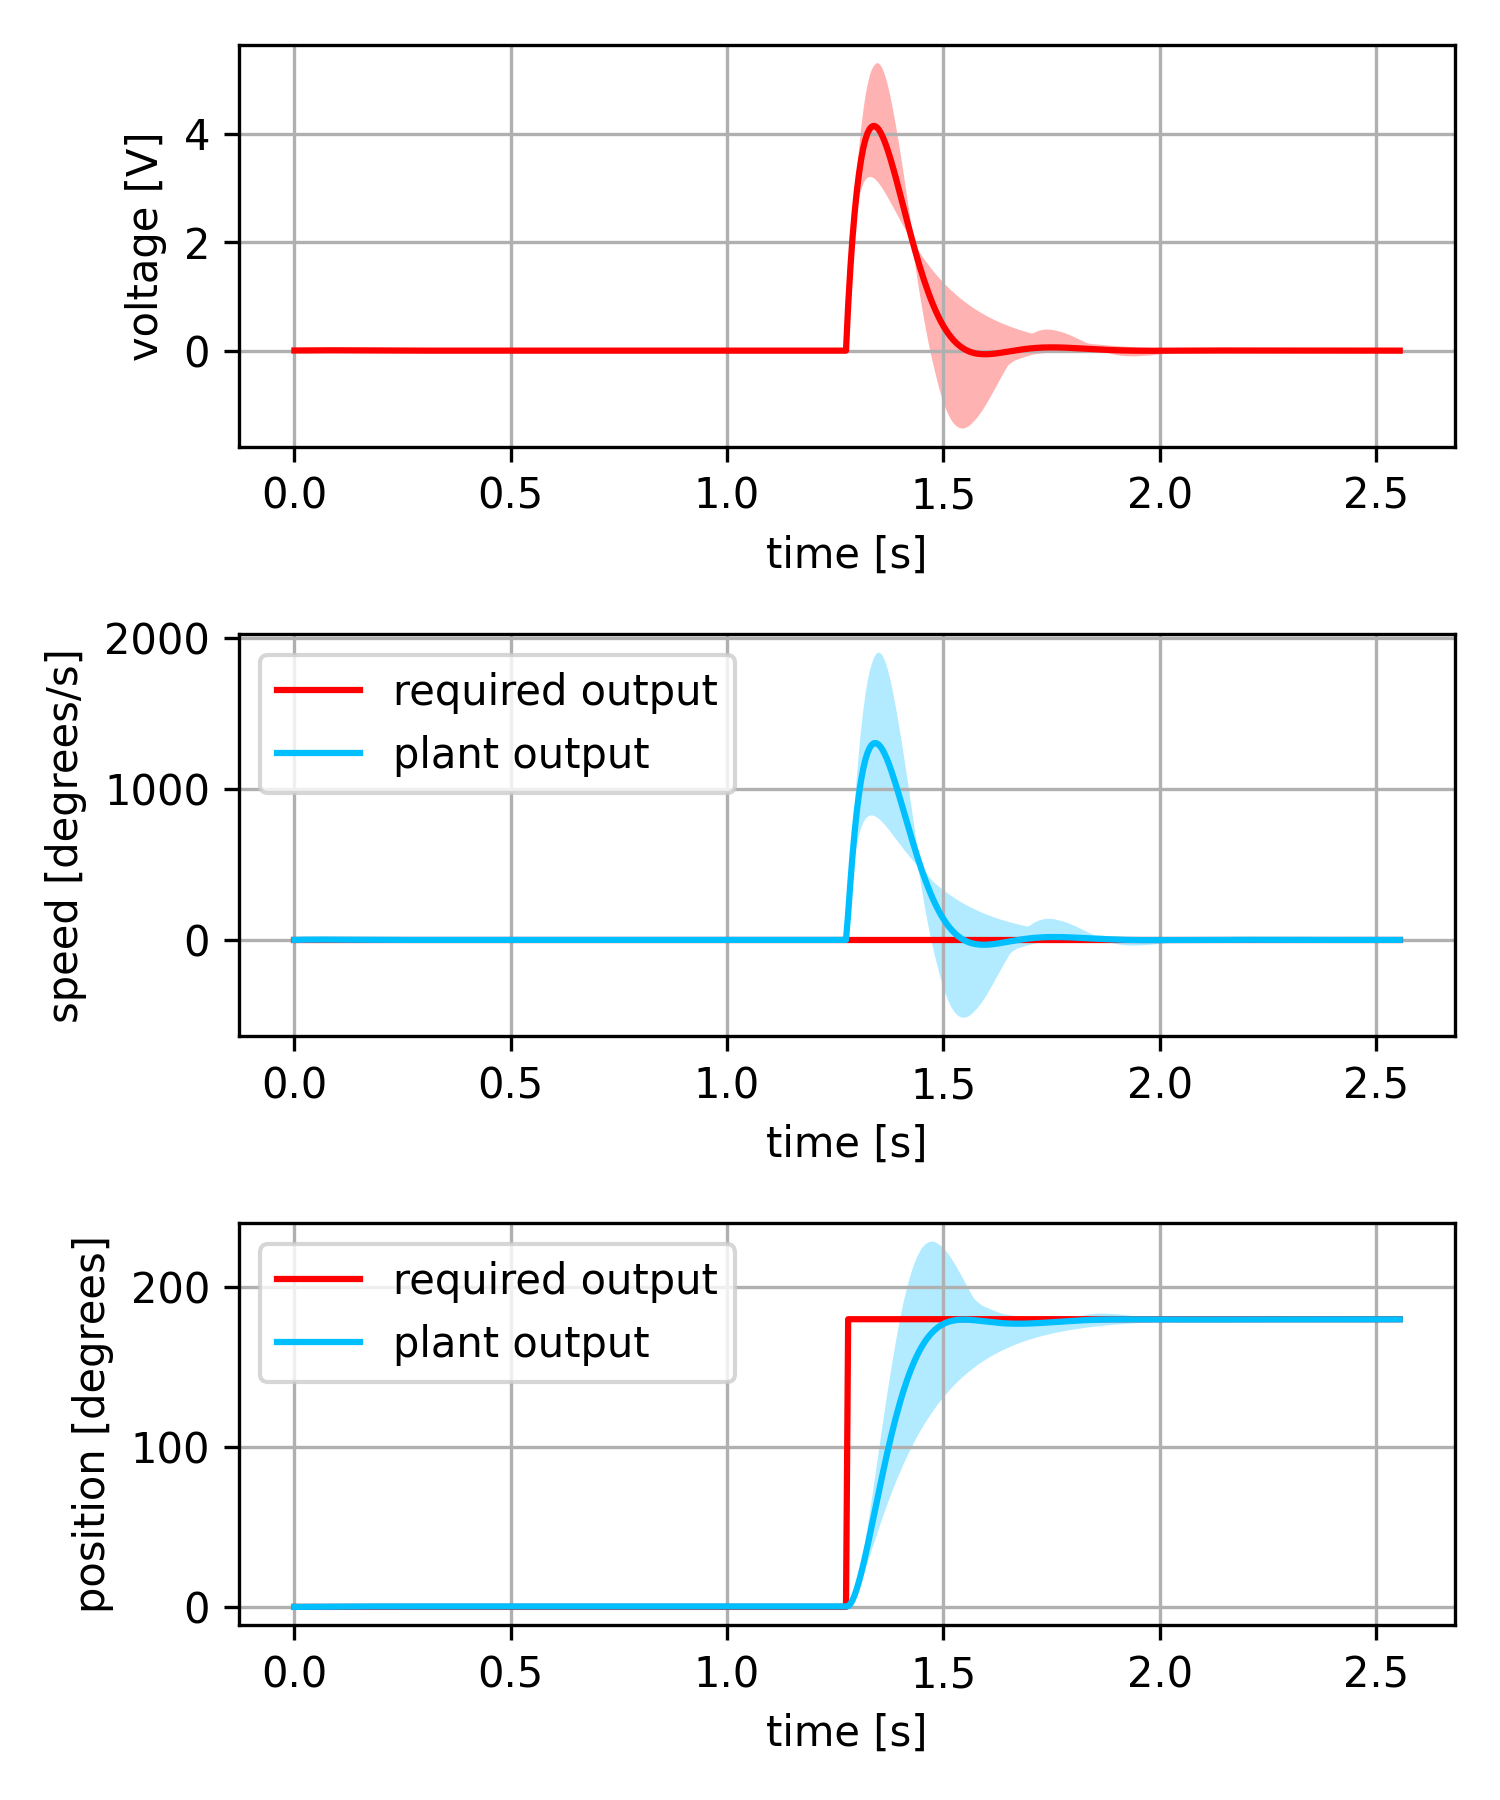 voltage [V]
4
2
0
0.0 0.5 1.0 1.5 2.0 2.5
time [s]
speed [degrees/s]
2000
1000
0
required output
plant output
0.0 0.5 1.0 1.5 2.0 2.5
time [s]
position [degrees]
200
100
0
required output
plant output
0.0 0.5 1.0 1.5 2.0 2.5
time [s]